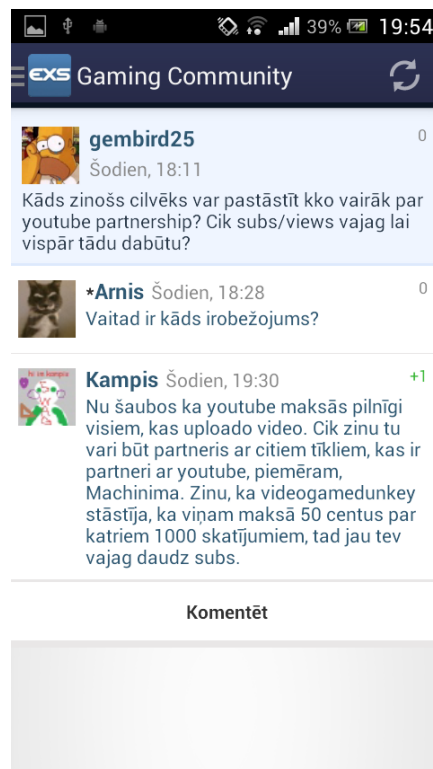 39% 19:54
exs Gaming Community
gembird25 0
Šodien, 18:11
Kāds zinošs cilvēks var pastāstīt kko vairāk par
youtube partnership? Cik subs/views vajag lai
vispār tādu dabūtu?
*Arnis Šodien, 18:28 0
Vaitad ir kāds irobežojums?
Kampis Šodien, 19:30 +1
Nu šaubos ka youtube maksās pilnīgi
visiem, kas uploado video. Cik zinu tu
vari būt partneris ar citiem tīkliem, kas ir
partneri ar youtube, piemēram,
Machinima. Zinu, ka videogamedunkey
stāstīja, ka viņam maksā 50 centus par
katriem 1000 skatījumiem, tad jau tev
vajag daudz subs.
Komentēt